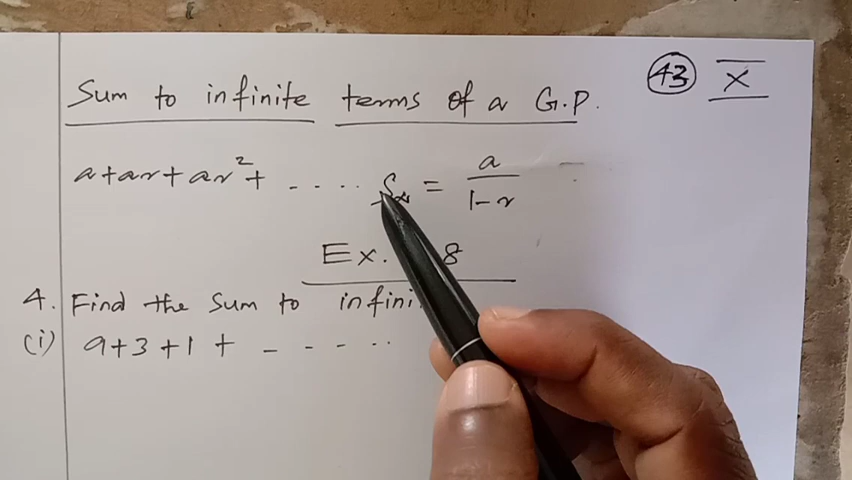 Sum to infinite terms of a G.P.
43 X
a+ar+ar²+ ..... S∞ = a/1-r
Ex. 8
4. Find the Sum to infini
(i) 9+3+1+ - - - ..